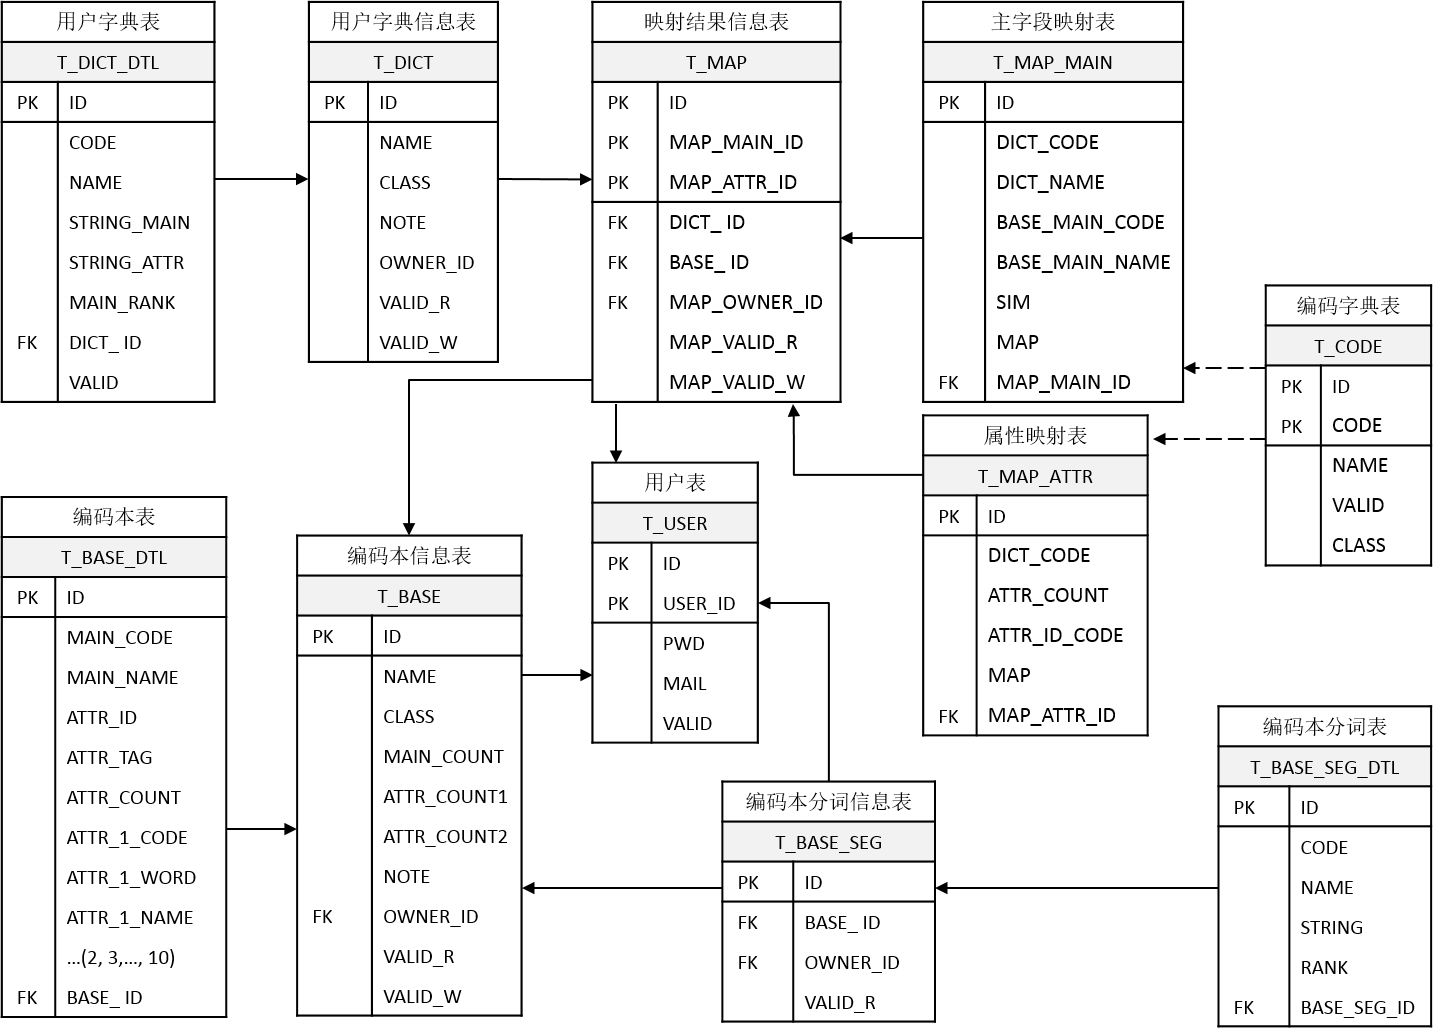 用户字典表
T_DICT_DTL
PK ID
CODE
NAME
STRING_MAIN
STRING_ATTR
MAIN_RANK
FK DICT_ ID
VALID
用户字典信息表
T_DICT
PK ID
NAME
CLASS
NOTE
OWNER_ID
VALID_R
VALID_W
映射结果信息表
T_MAP
PK ID
PK MAP_MAIN_ID
PK MAP_ATTR_ID
FK DICT_ ID
FK BASE_ ID
FK MAP_OWNER_ID
MAP_VALID_R
MAP_VALID_W
主字段映射表
T_MAP_MAIN
PK ID
DICT_CODE
DICT_NAME
BASE_MAIN_CODE
BASE_MAIN_NAME
SIM
MAP
FK MAP_MAIN_ID
编码字典表
T_CODE
PK ID
PK CODE
NAME
VALID
CLASS
属性映射表
T_MAP_ATTR
PK ID
DICT_CODE
ATTR_COUNT
ATTR_ID_CODE
MAP
FK MAP_ATTR_ID
用户表
T_USER
PK ID
PK USER_ID
PWD
MAIL
VALID
编码本表
T_BASE_DTL
PK ID
MAIN_CODE
MAIN_NAME
ATTR_ID
ATTR_TAG
ATTR_COUNT
ATTR_1_CODE
ATTR_1_WORD
ATTR_1_NAME
...(2, 3,..., 10)
FK BASE_ ID
编码本信息表
T_BASE
PK ID
NAME
CLASS
MAIN_COUNT
ATTR_COUNT1
ATTR_COUNT2
NOTE
FK OWNER_ID
VALID_R
VALID_W
编码本分词信息表
T_BASE_SEG
PK ID
FK BASE_ ID
FK OWNER_ID
VALID_R
编码本分词表
T_BASE_SEG_DTL
PK ID
CODE
NAME
STRING
RANK
FK BASE_SEG_ID